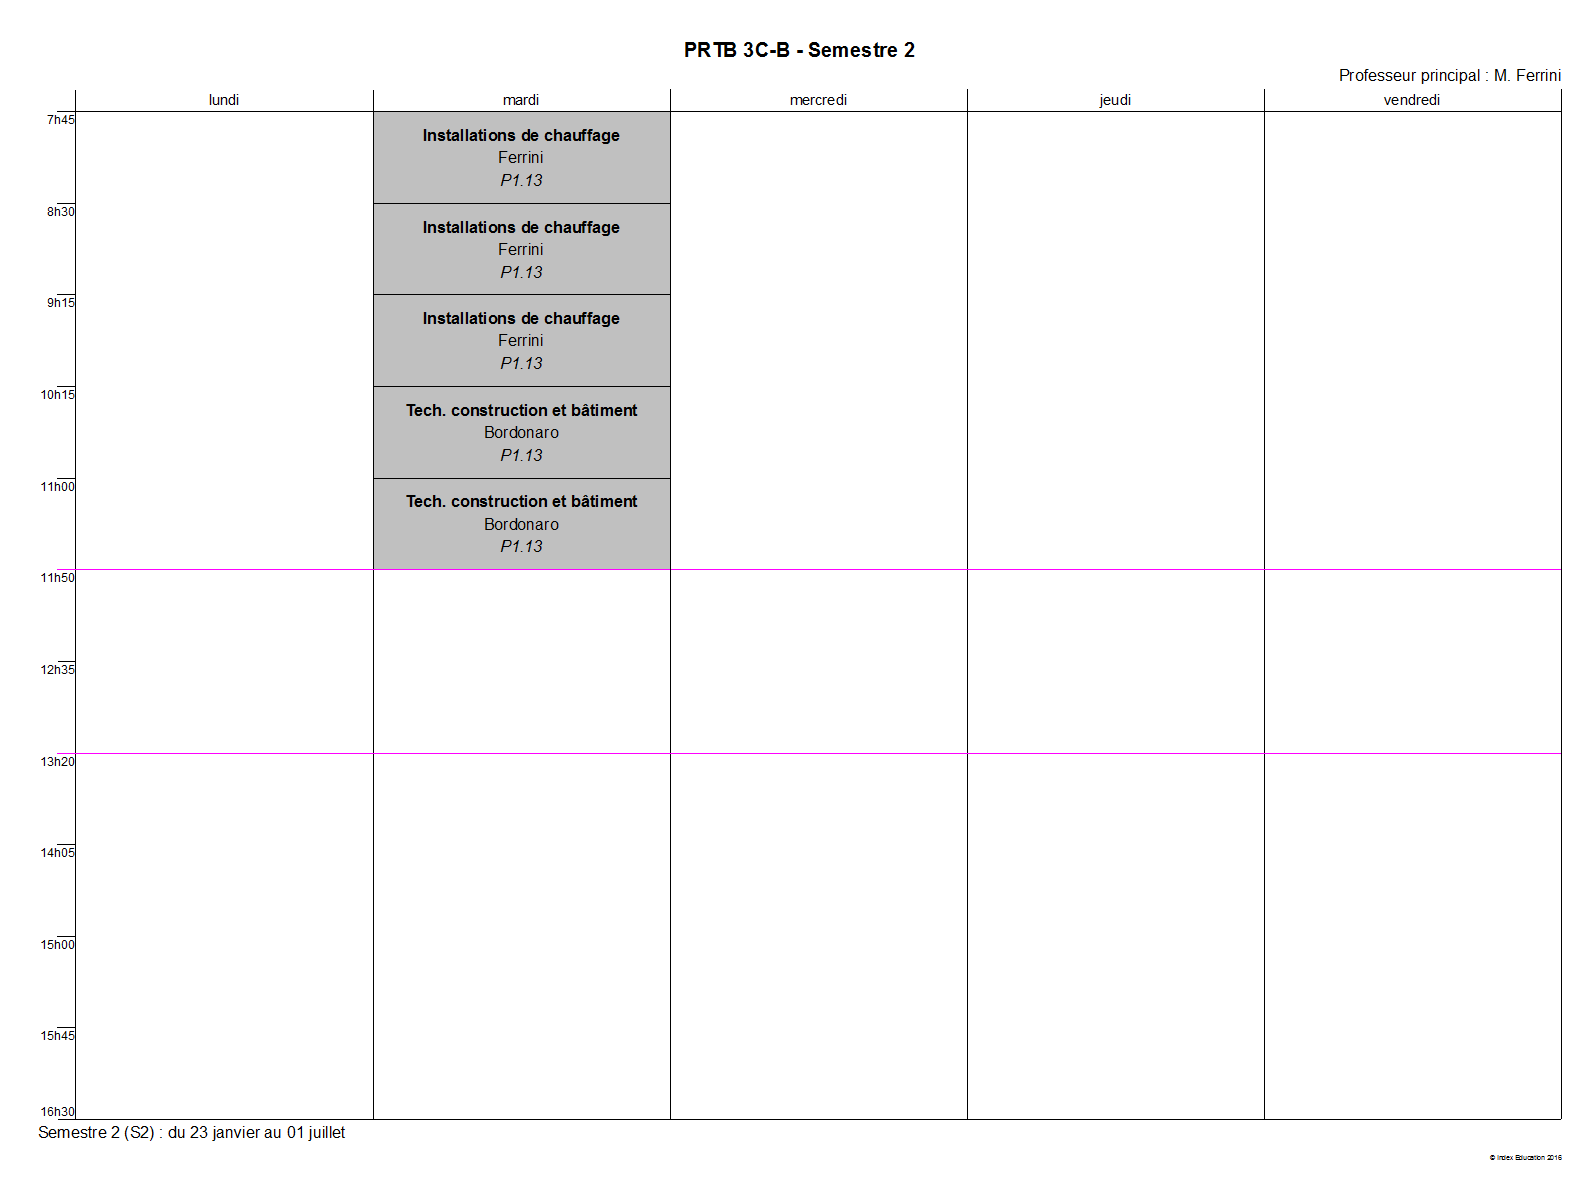 PRTB 3C-B - Semestre 2
Professeur principal : M. Ferrini
lundi mardi mercredi jeudi vendredi
7h45
Installations de chauffage
Ferrini
P1.13
8h30
Installations de chauffage
Ferrini
P1.13
9h15
Installations de chauffage
Ferrini
P1.13
10h15
Tech. construction et bâtiment
Bordonaro
P1.13
11h00
Tech. construction et bâtiment
Bordonaro
P1.13
11h50
12h35
13h20
14h05
15h00
15h45
16h30
Semestre 2 (S2) : du 23 janvier au 01 juillet
© Index Education 2016